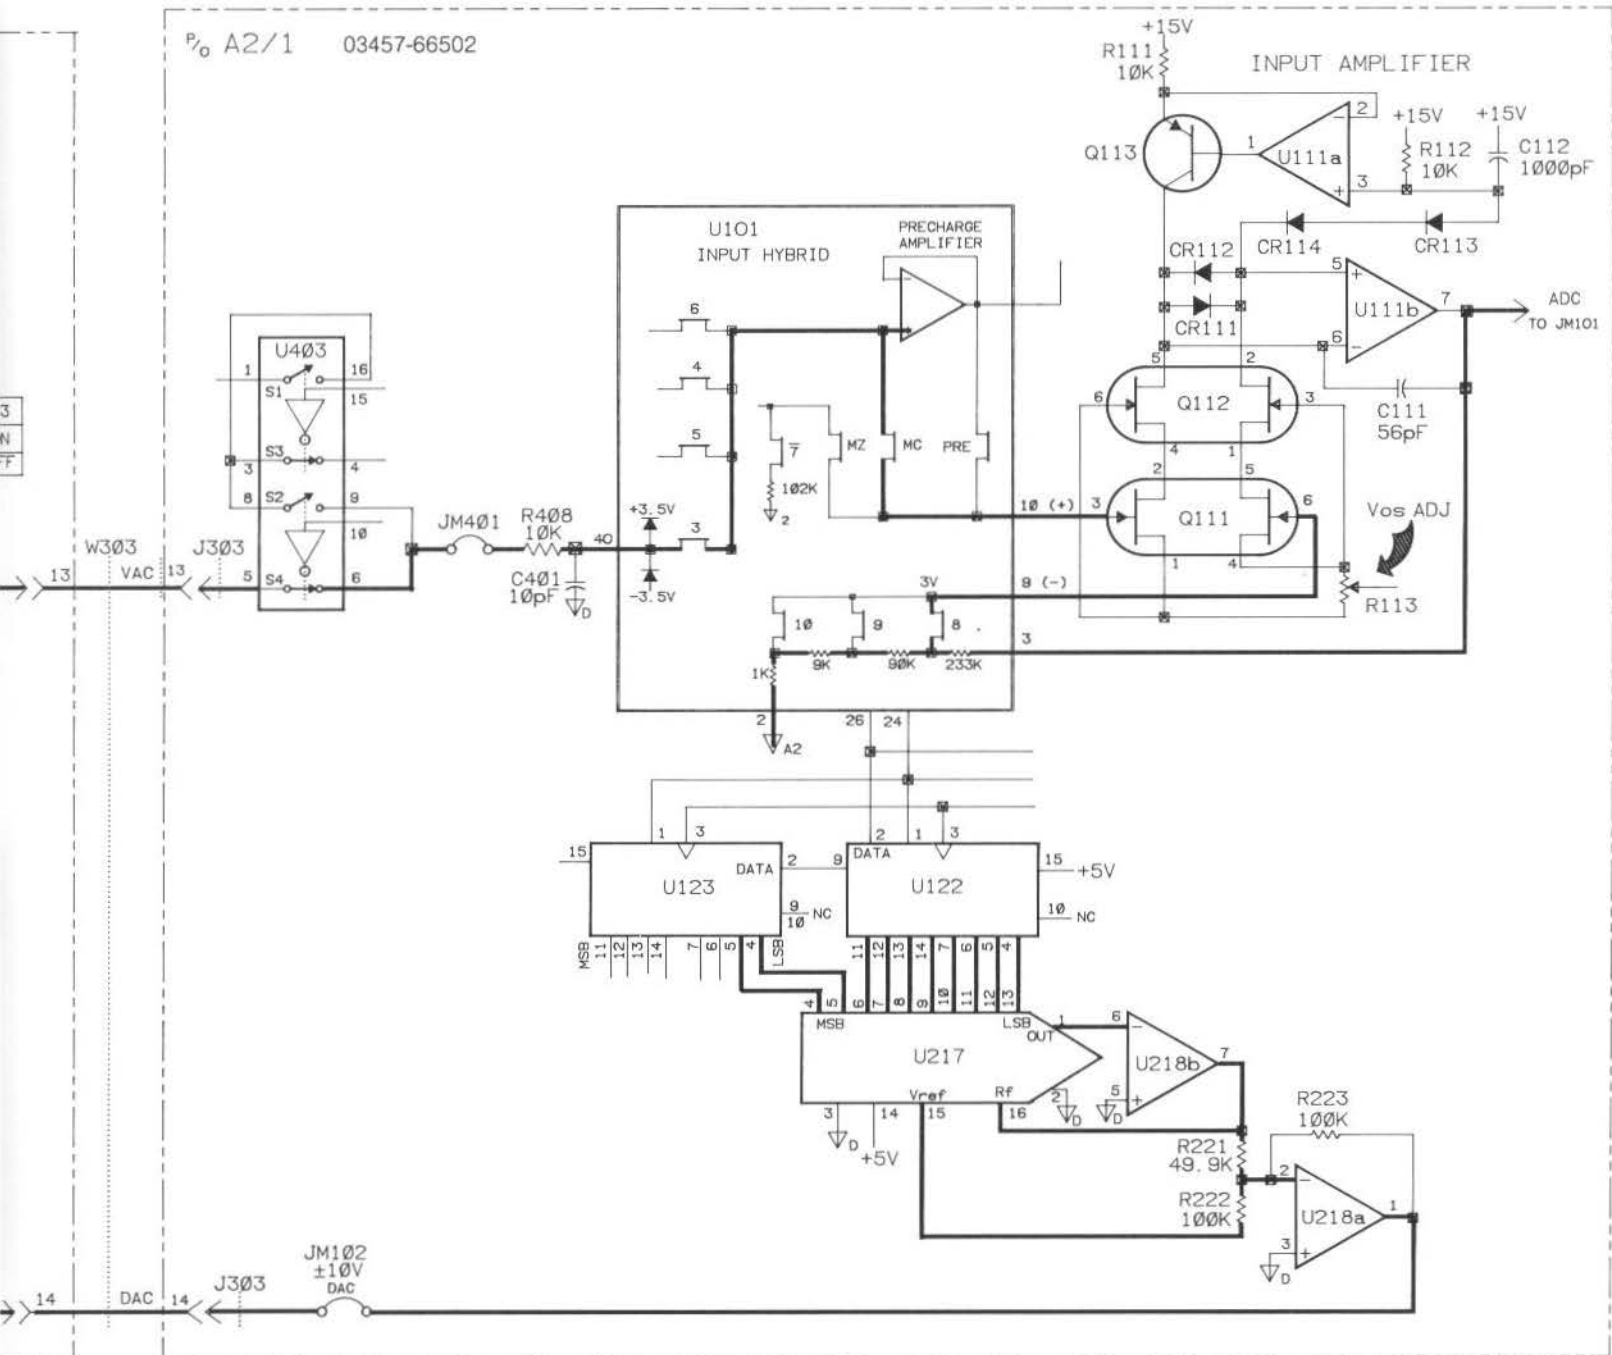 P/O A2/1 03457-66502
+15V
R111
10K
INPUT AMPLIFIER
2
+15V
+15V
Q113
1
U111a
R112
10K
C112
1000pF
3
U101
INPUT HYBRID
PRECHARGE
AMPLIFIER
CR112
CR114
CR113
5
U111b
7
ADC
TO JM101
CR111
6
6
U403
1
16
S1
15
4
5
2
6
Q112
3
C111
56pF
3
N
FF
S3
3
4
5
7
MZ
MC
PRE
4
1
102K
2
2
5
8
S2
9
10
+3.5V
10 (+)
3
Q111
6
Vos ADJ
JM401
R408
10K
40
3
W303
J303
1
4
13
VAC
13
5
S4
6
C401
10pF
D
-3.5V
3V
9 (-)
R113
10
9
8
3
1K
9K
90K
233K
2
A2
26
24
1
3
2
1
3
15
DATA
2
9
DATA
15
+5V
U123
U122
9
10
NC
10
NC
MSB
11
12
13
14
7
6
5
4
LSB
11
12
13
14
7
6
5
4
4
5
6
7
8
9
10
11
12
13
MSB
LSB
OUT
1
6
U217
U218b
7
Vref
Rf
2
5
D
D
R223
100K
3
14
15
16
D
+5V
R221
49.9K
2
R222
100K
U218a
1
3
D
JM102
±10V
DAC
J303
14
DAC
14